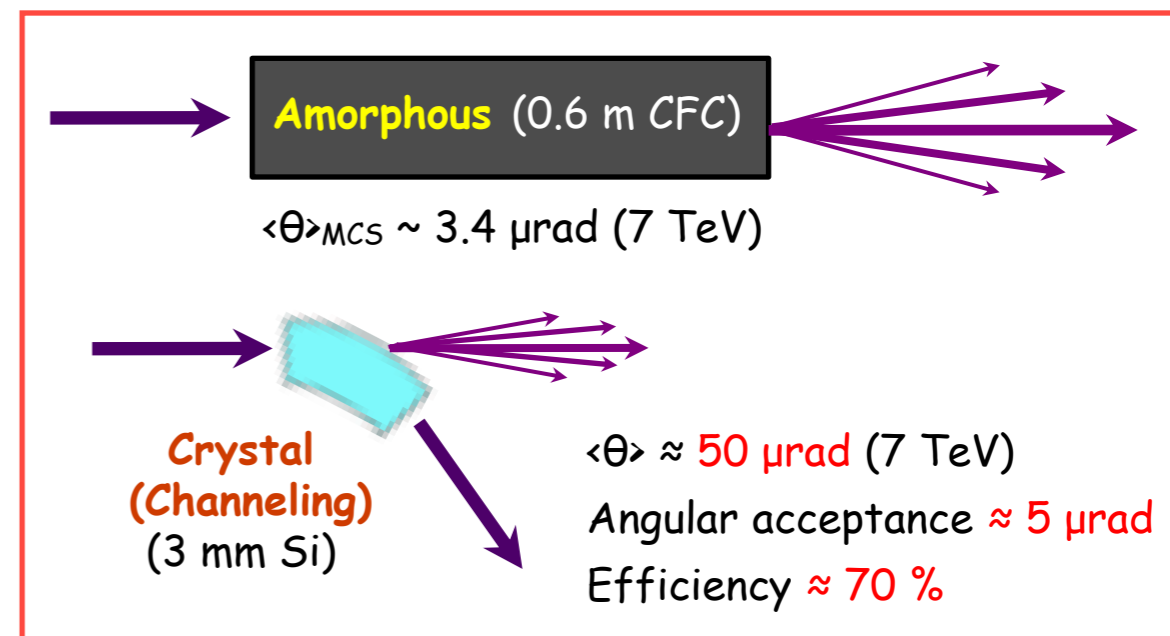 Amorphous (0.6 m CFC)
<θ>MCS ~ 3.4 μrad (7 TeV)
Crystal
(Channeling)
(3 mm Si)
<θ> ≈ 50 μrad (7 TeV)
Angular acceptance ≈ 5 μrad
Efficiency ≈ 70 %